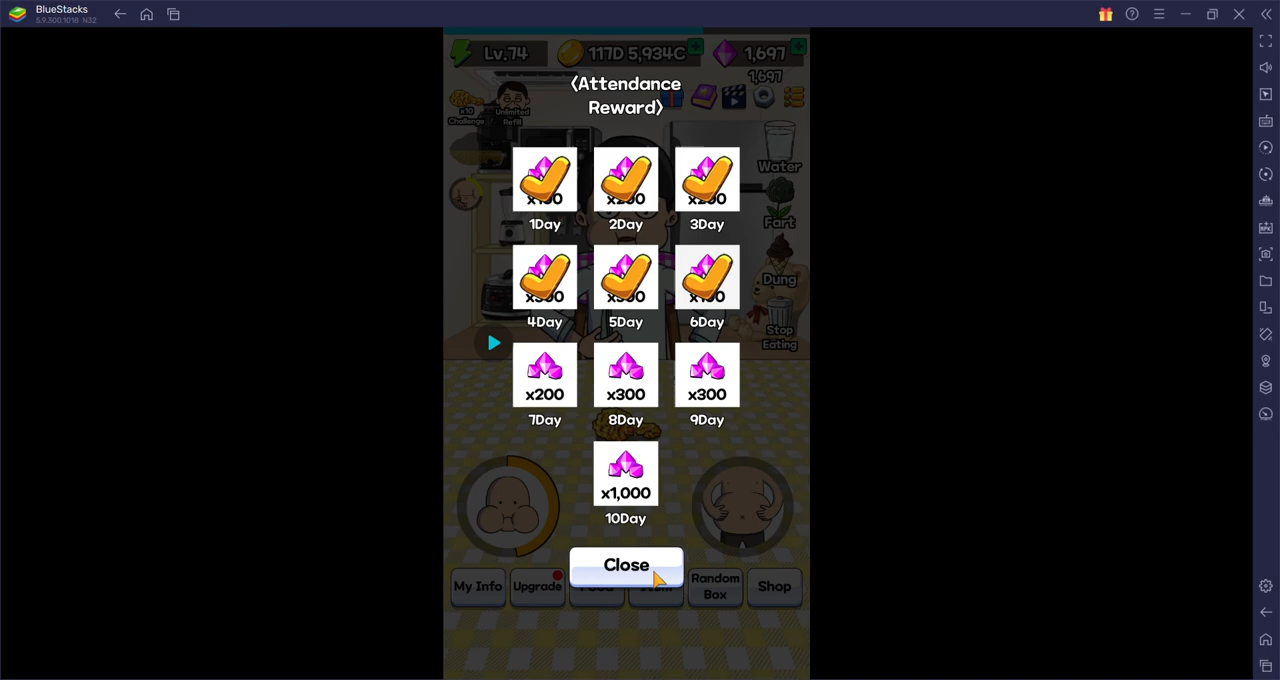 BlueStacks
5.9.300.1018 N32
Lv.74
117D 5,934C
1,697
1,697
〈Attendance
Reward〉
x10
Challenge
Unlimited
Refill
Water
Fart
Dung
Stop
Eating
1Day
2Day
3Day
4Day
5Day
6Day
x200
x300
x300
7Day
8Day
9Day
x1,000
10Day
Close
My Info
Upgrade
Random
Box
Shop